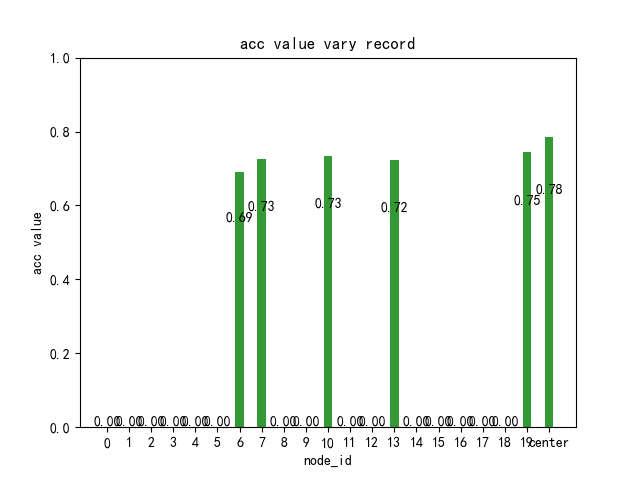 acc value vary record
1.0
0.8
0.6
0.4
0.2
0.0
acc value
0.00 0.00 0.00 0.00 0.00 0.00 0.69 0.73 0.00 0.00 0.73 0.00 0.00 0.72 0.00 0.00 0.00 0.00 0.00 0.75 0.78
0 1 2 3 4 5 6 7 8 9 10 11 12 13 14 15 16 17 18 19 center
node_id